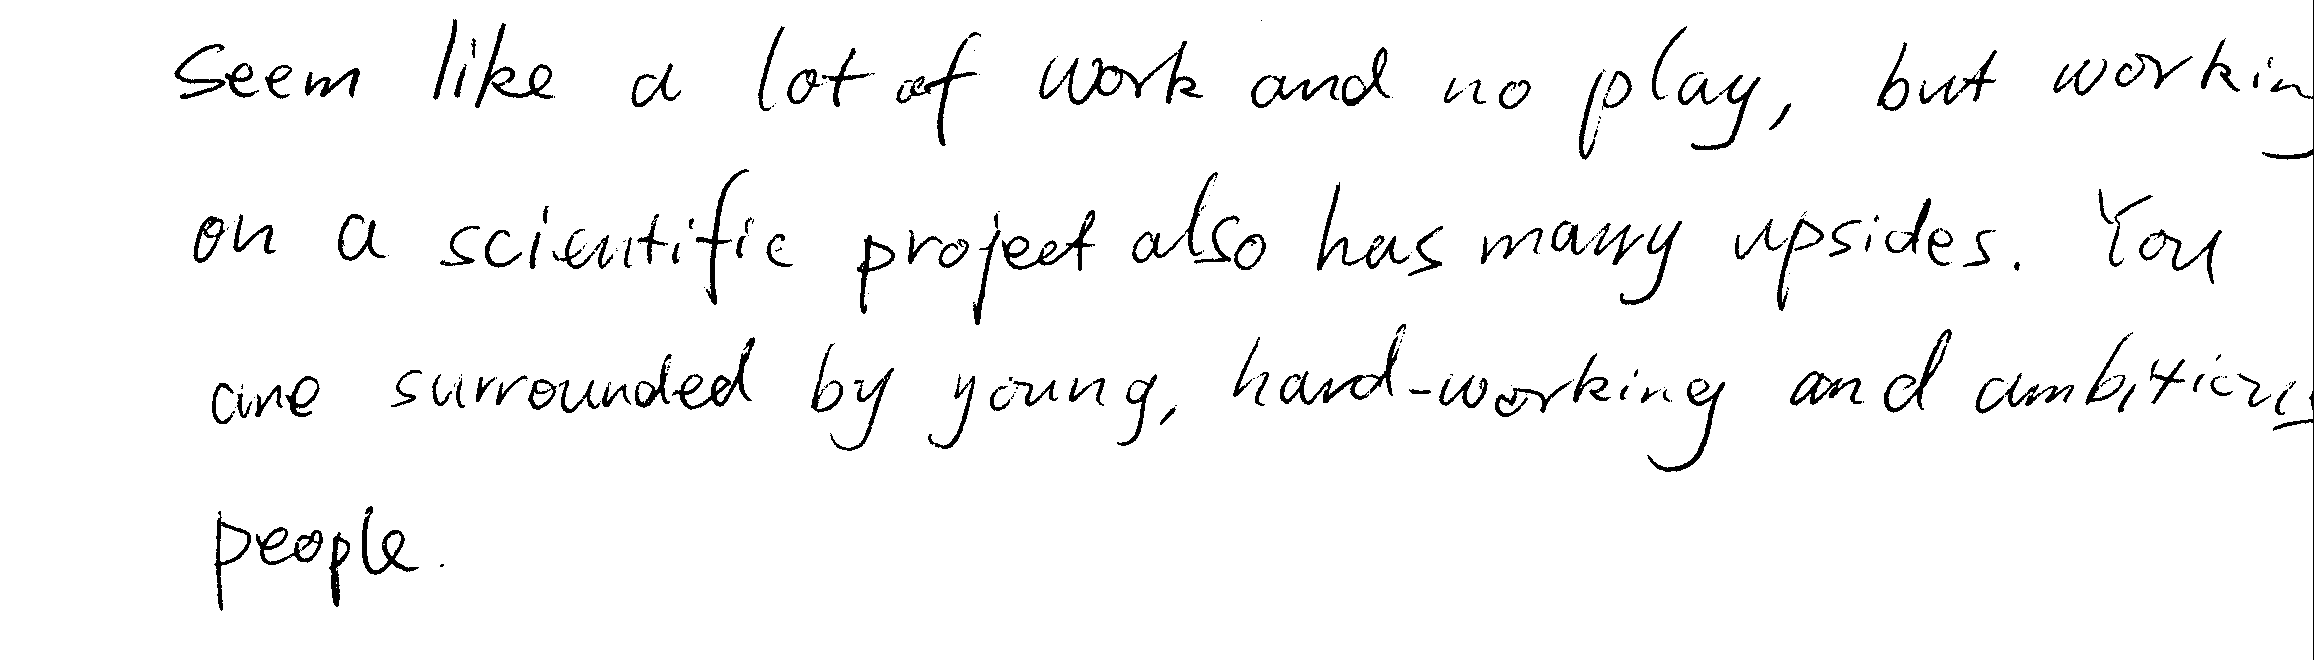 seem like a lot of work and no play, but working
on a scientific project also has many upsides. You
are surrounded by young, hard-working and ambitious
people.